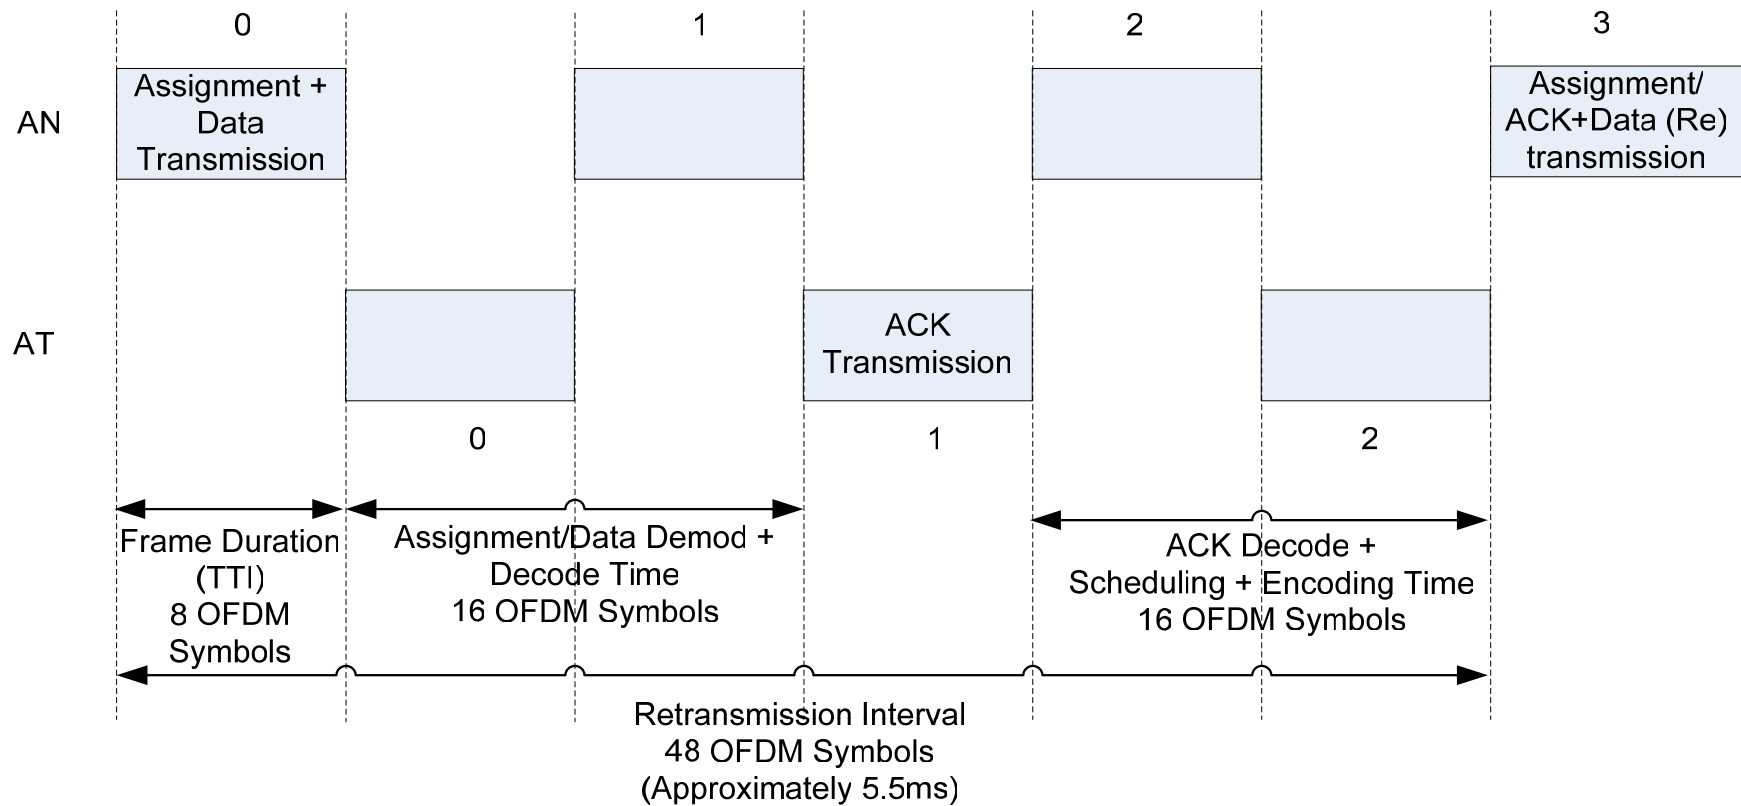 0
1
2
3
AN
Assignment +
Data
Transmission
Assignment/
ACK+Data (Re)
transmission
AT
ACK
Transmission
0
1
2
Frame Duration
(TTI)
8 OFDM
Symbols
Assignment/Data Demod +
Decode Time
16 OFDM Symbols
ACK Decode +
Scheduling + Encoding Time
16 OFDM Symbols
Retransmission Interval
48 OFDM Symbols
(Approximately 5.5ms)